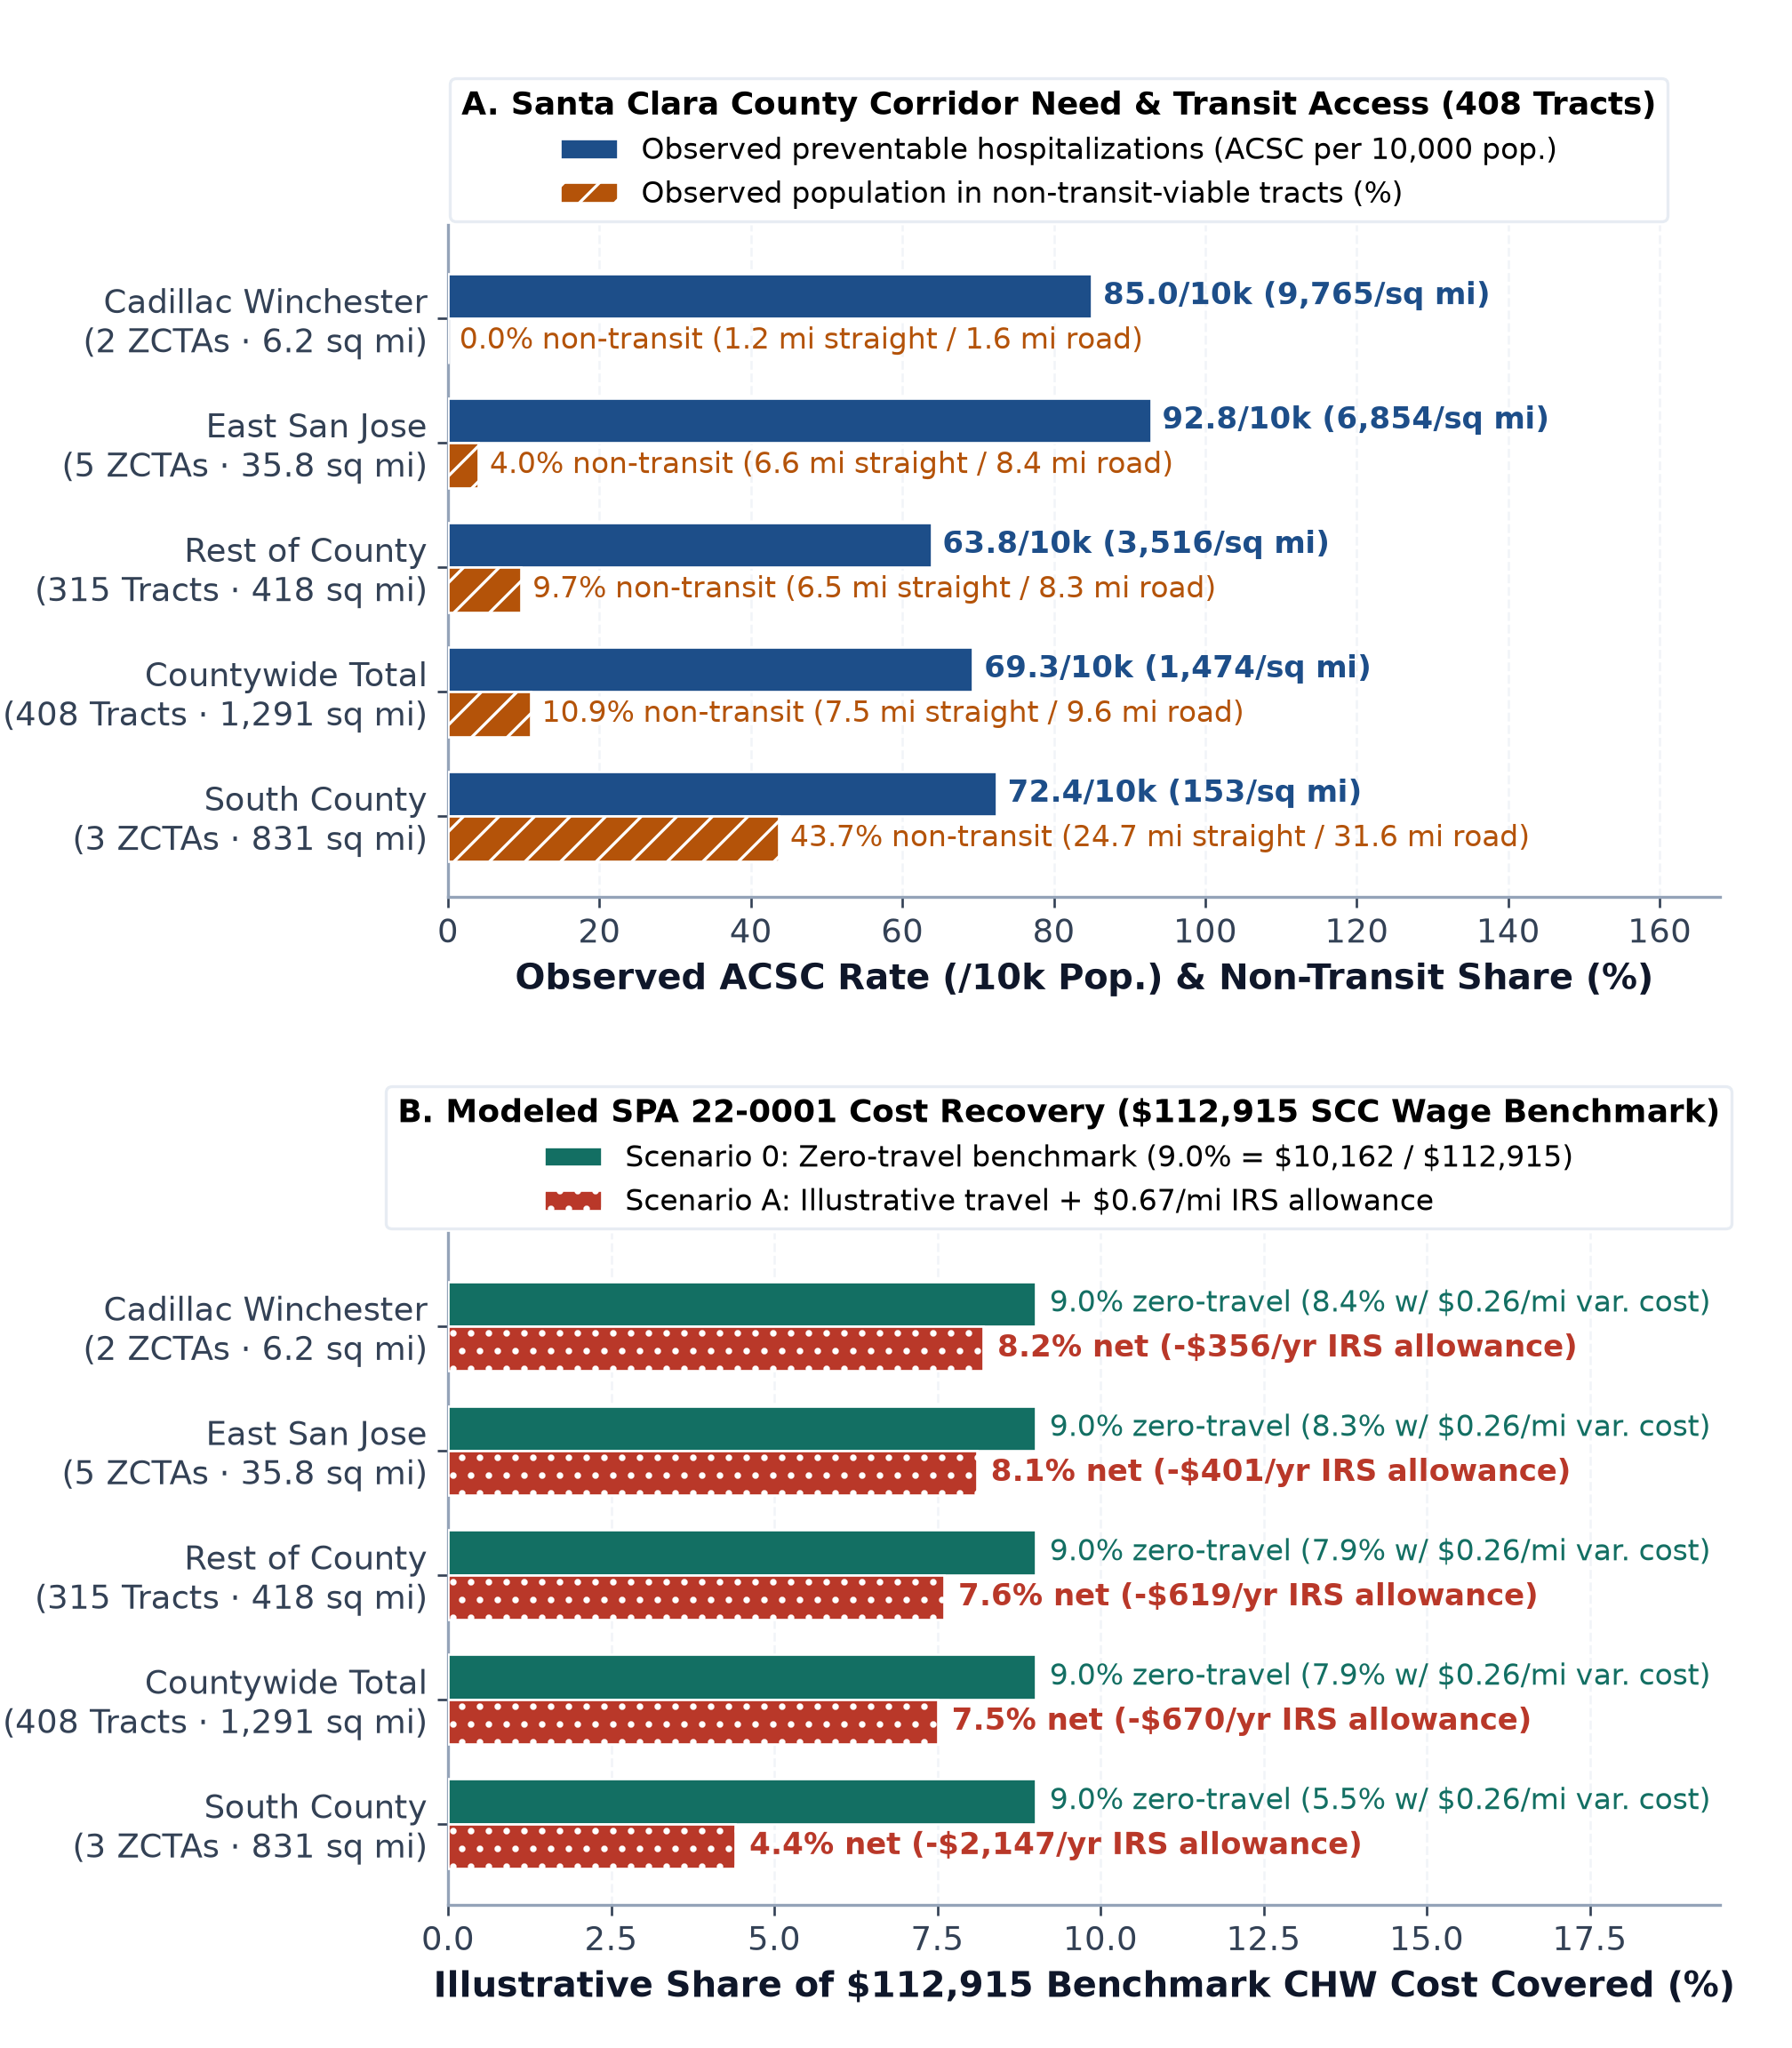 A. Santa Clara County Corridor Need & Transit Access (408 Tracts)
Observed preventable hospitalizations (ACSC per 10,000 pop.)
Observed population in non-transit-viable tracts (%)
Cadillac Winchester
(2 ZCTAs · 6.2 sq mi)
85.0/10k (9,765/sq mi)
0.0% non-transit (1.2 mi straight / 1.6 mi road)
East San Jose
(5 ZCTAs · 35.8 sq mi)
92.8/10k (6,854/sq mi)
4.0% non-transit (6.6 mi straight / 8.4 mi road)
Rest of County
(315 Tracts · 418 sq mi)
63.8/10k (3,516/sq mi)
9.7% non-transit (6.5 mi straight / 8.3 mi road)
Countywide Total
(408 Tracts · 1,291 sq mi)
69.3/10k (1,474/sq mi)
10.9% non-transit (7.5 mi straight / 9.6 mi road)
South County
(3 ZCTAs · 831 sq mi)
72.4/10k (153/sq mi)
43.7% non-transit (24.7 mi straight / 31.6 mi road)
0 20 40 60 80 100 120 140 160
Observed ACSC Rate (/10k Pop.) & Non-Transit Share (%)
B. Modeled SPA 22-0001 Cost Recovery ($112,915 SCC Wage Benchmark)
Scenario 0: Zero-travel benchmark (9.0% = $10,162 / $112,915)
Scenario A: Illustrative travel + $0.67/mi IRS allowance
Cadillac Winchester
(2 ZCTAs · 6.2 sq mi)
9.0% zero-travel (8.4% w/ $0.26/mi var. cost)
8.2% net (-$356/yr IRS allowance)
East San Jose
(5 ZCTAs · 35.8 sq mi)
9.0% zero-travel (8.3% w/ $0.26/mi var. cost)
8.1% net (-$401/yr IRS allowance)
Rest of County
(315 Tracts · 418 sq mi)
9.0% zero-travel (7.9% w/ $0.26/mi var. cost)
7.6% net (-$619/yr IRS allowance)
Countywide Total
(408 Tracts · 1,291 sq mi)
9.0% zero-travel (7.9% w/ $0.26/mi var. cost)
7.5% net (-$670/yr IRS allowance)
South County
(3 ZCTAs · 831 sq mi)
9.0% zero-travel (5.5% w/ $0.26/mi var. cost)
4.4% net (-$2,147/yr IRS allowance)
0.0 2.5 5.0 7.5 10.0 12.5 15.0 17.5
Illustrative Share of $112,915 Benchmark CHW Cost Covered (%)